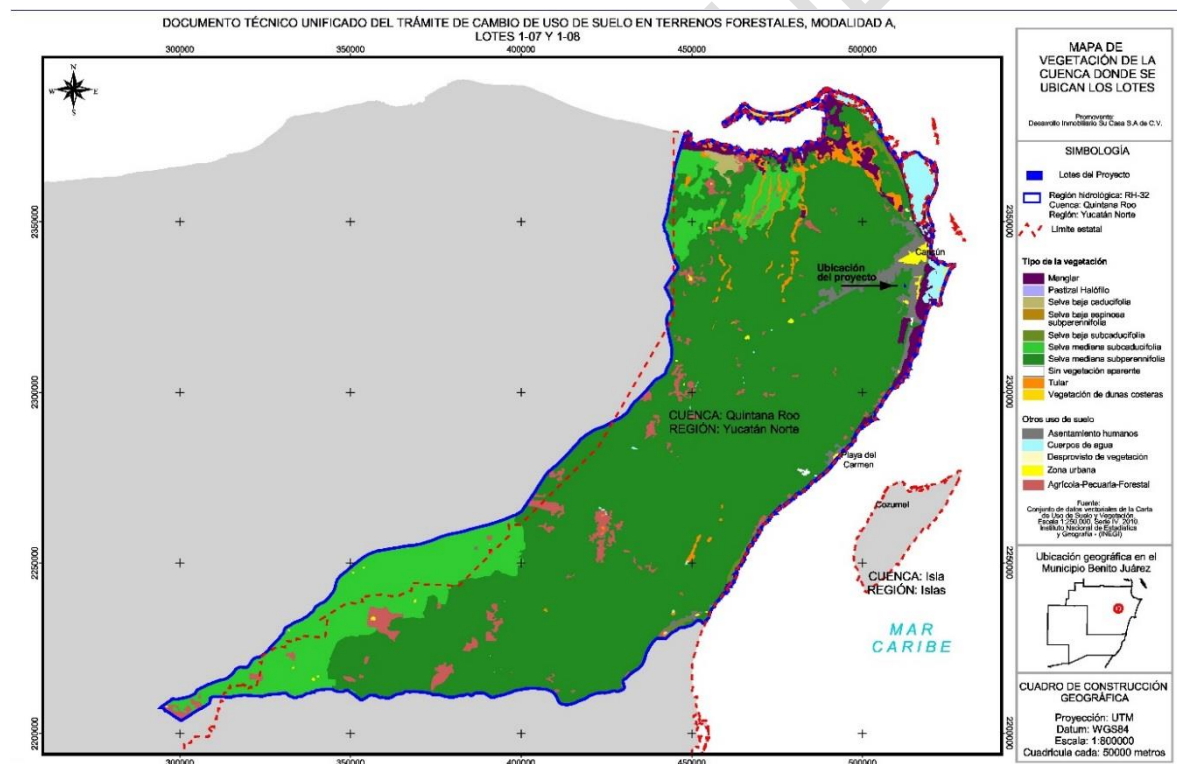 DOCUMENTO TÉCNICO UNIFICADO DEL TRÁMITE DE CAMBIO DE USO DE SUELO EN TERRENOS FORESTALES, MODALIDAD A,
LOTES 1-07 Y 1-08
300000 350000 400000 450000 500000
N
W E
S
2350000 2350000
2300000 2300000
2250000 2250000
2200000 2200000
Cancún
Ubicación
del proyecto
CUENCA: Quintana Roo
REGIÓN: Yucatán Norte
Playa del
Carmen
Cozumel
CUENCA: Isla
REGIÓN: Islas
MAR
CARIBE
300000 350000 400000 450000 500000
MAPA DE
VEGETACIÓN DE LA
CUENCA DONDE SE
UBICAN LOS LOTES
Promovente:
Desarrollo Inmobiliario Su Casa S.A de C.V.
SIMBOLOGÍA
Lotes del Proyecto
Región hidrológica: RH-32
Cuenca: Quintana Roo
Región: Yucatán Norte
Límite estatal
Tipo de la vegetación
Manglar
Pastizal Halófilo
Selva baja caducifolia
Selva baja espinosa
subperennifolia
Selva baja subcaducifolia
Selva mediana subcaducifolia
Selva mediana subperennifolia
Sin vegetación aparente
Tular
Vegetación de dunas costeras
Otros uso de suelo
Asentamiento humanos
Cuerpos de agua
Desprovisto de vegetación
Zona urbana
Agrícola-Pecuaria-Forestal
Fuente:
Conjunto de datos vectoriales de la Carta
de Uso de Suelo y Vegetación
Escala 1:250,000, Serie IV, 2010.
Instituto Nacional de Estadística
y Geografía - (INEGI)
Ubicación geográfica en el
Municipio Benito Juárez
CUADRO DE CONSTRUCCIÓN
GEOGRÁFICA
Proyección: UTM
Datum: WGS84
Escala: 1:800000
Cuadrícula cada: 50000 metros